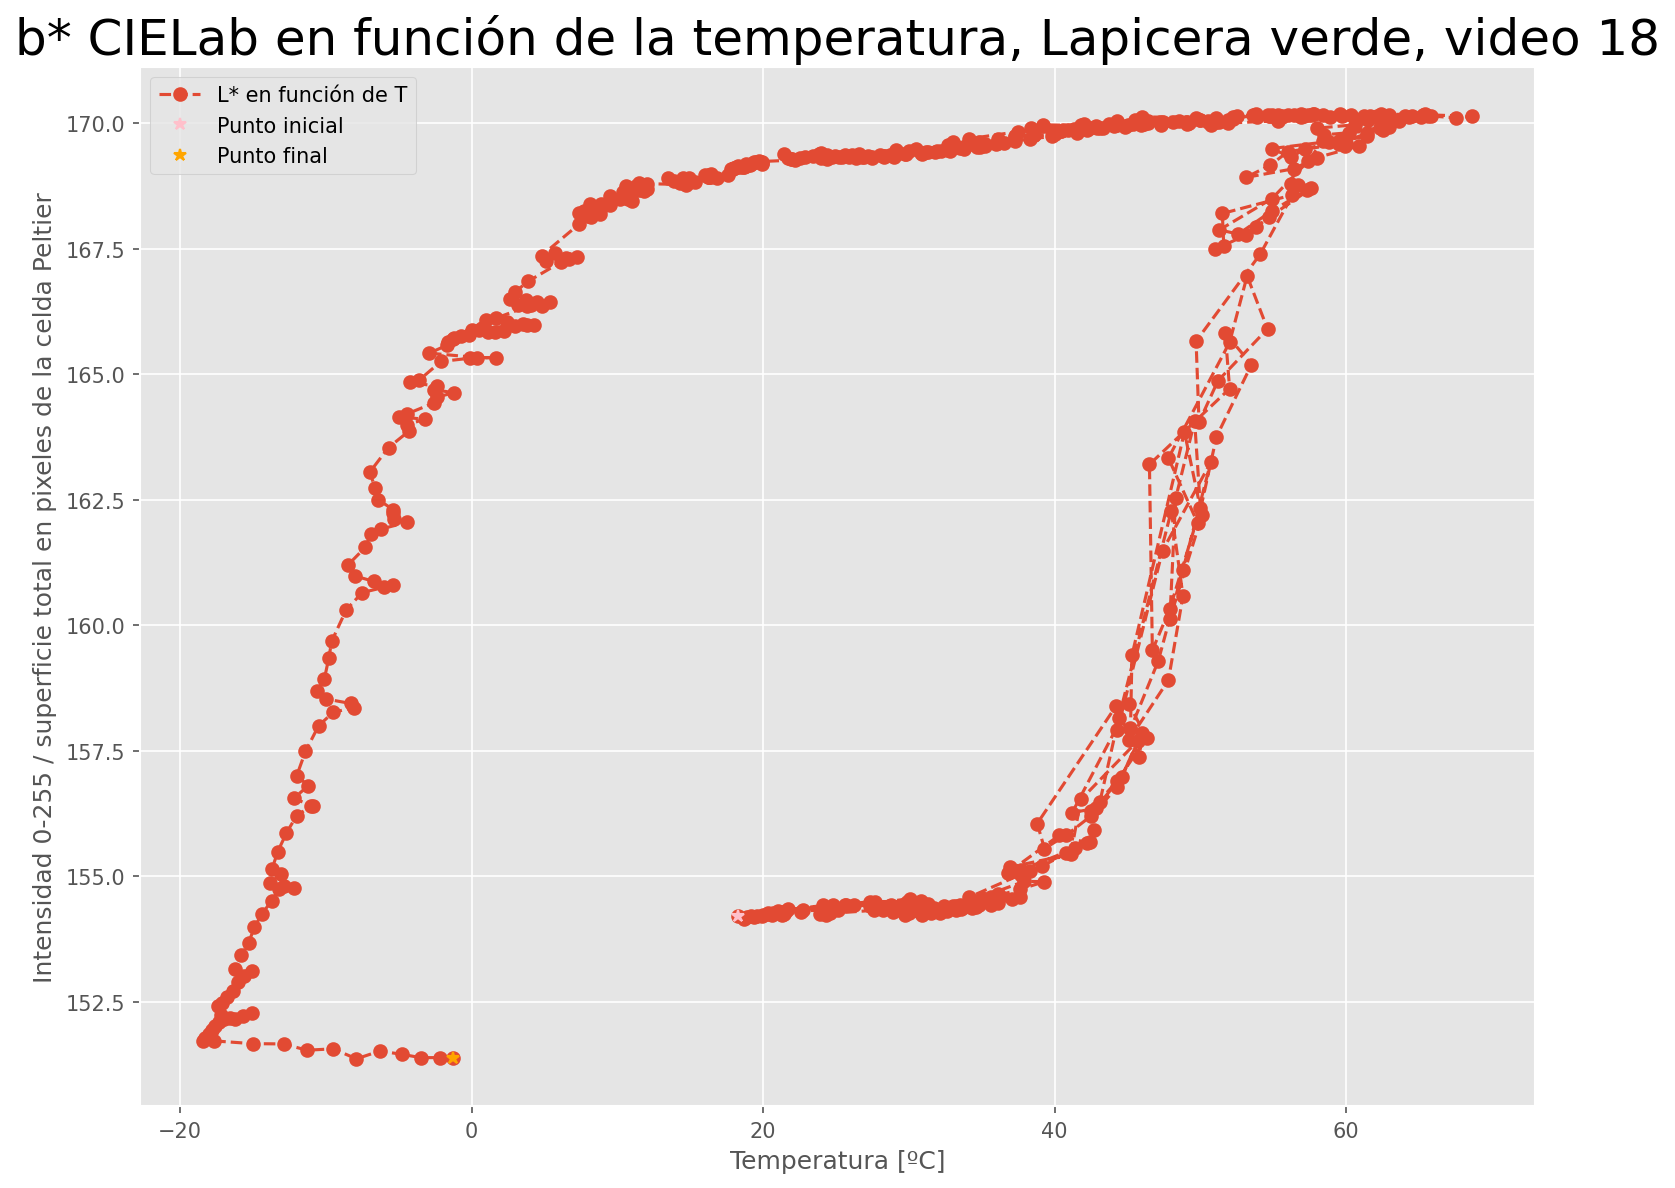 b* CIELab en función de la temperatura, Lapicera verde, video 18
L* en función de T
Punto inicial
Punto final
Intensidad 0-255 / superficie total en pixeles de la celda Peltier
170.0
167.5
165.0
162.5
160.0
157.5
155.0
152.5
−20
0
20
40
60
Temperatura [ºC]